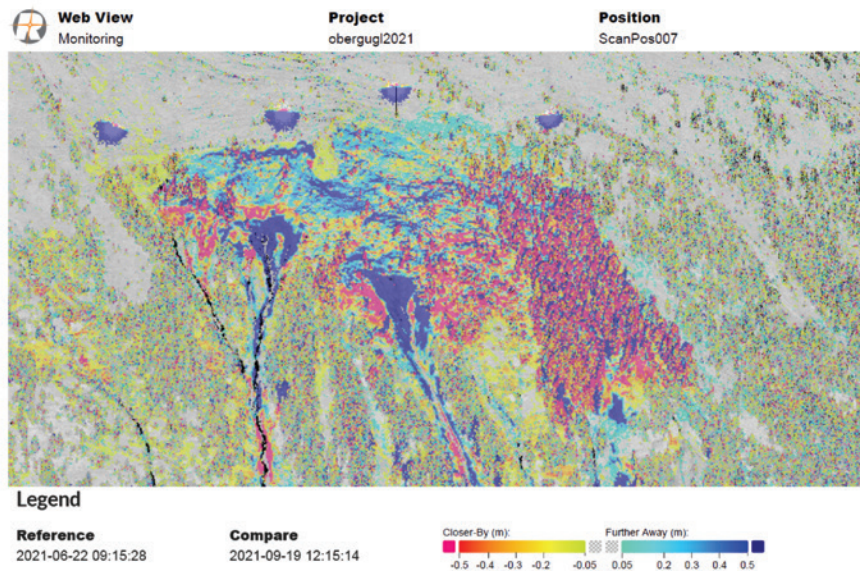 Web View Project Position
Monitoring obergugl2021 ScanPos007
Legend
Closer-By (m): Further Away (m):
Reference Compare
2021-06-22 09:15:28 2021-09-19 12:15:14
-0.5 -0.4 -0.3 -0.2 -0.05 0.05 0.2 0.3 0.4 0.5